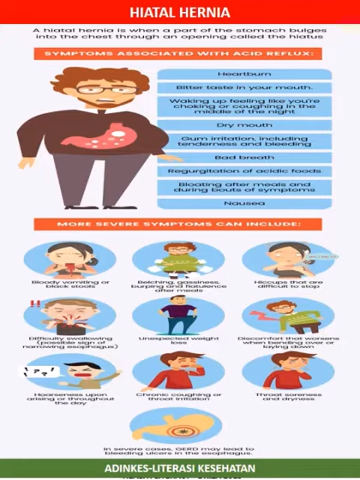 HIATAL HERNIA
A hiatal hernia is when a part of the stomach bulges
into the chest through an opening called the hiatus
SYMPTOMS ASSOCIATED WITH ACID REFLUX:
Heartburn
Bitter taste in your mouth.
Waking up feeling like you're
choking or coughing in the
middle of the night
Dry mouth
Gum irritation, including
tenderness and bleeding
Bad breath
Regurgitation of acidic foods
Bloating after meals and
during bouts of symptoms
Nausea
MORE SEVERE SYMPTOMS CAN INCLUDE:
Bloody vomiting or
black stools
Belching, gassiness,
burping and flatulence
after meals
Hiccups that are
difficult to stop
Difficulty swallowing
(possible sign of
narrowing esophagus)
Unexpected weight
loss
Discomfort that worsens
when bending over or
laying down
Hoarseness upon
arising or throughout
the day
Chronic coughing or
throat irritation
Throat soreness
and dryness
In severe cases, GERD may lead to
bleeding ulcers in the esophagus.
ADINKES-LITERASI KESEHATAN